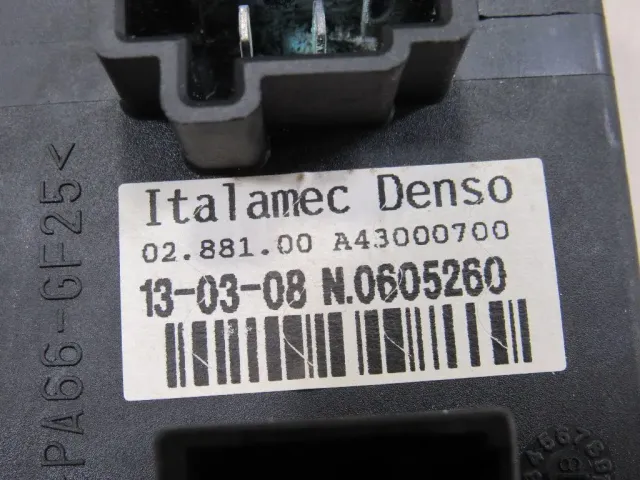 Italamec Denso
02.881.00 A43000700
13-03-08 N.0605260
PA66-GF25<